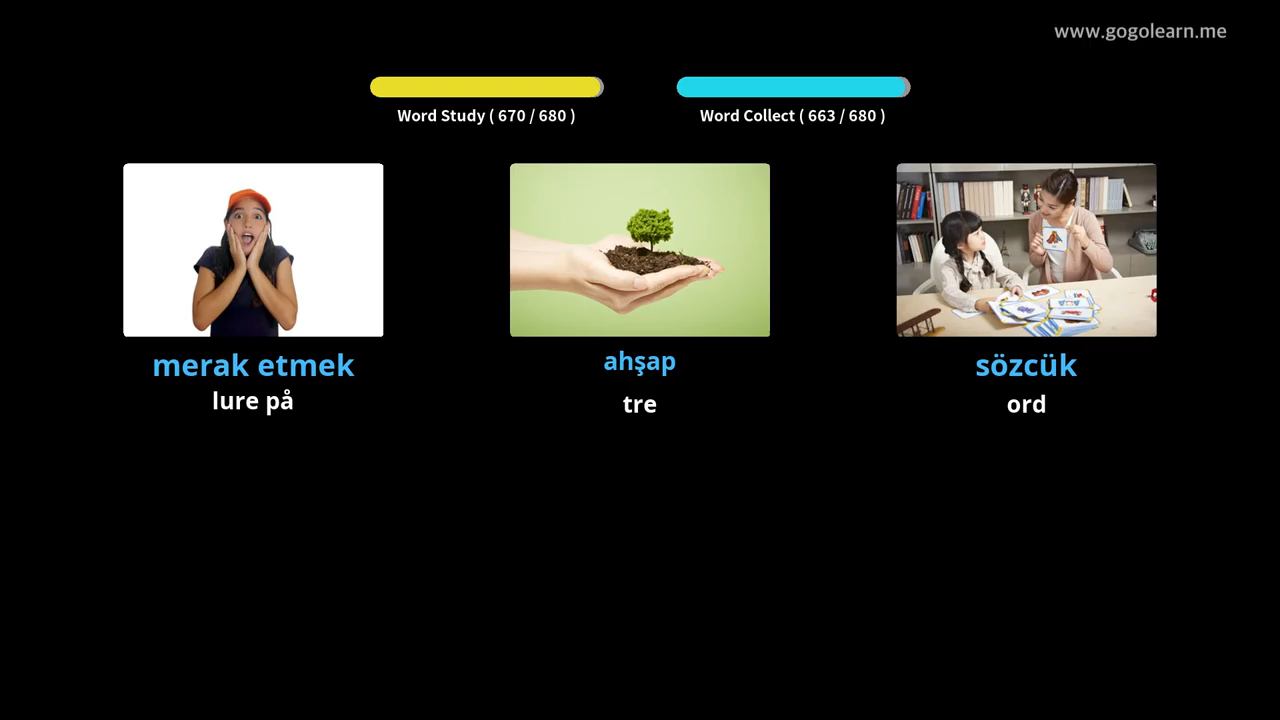 www.gogolearn.me
Word Study ( 670 / 680 )
Word Collect ( 663 / 680 )
merak etmek
lure på
ahşap
tre
sözcük
ord